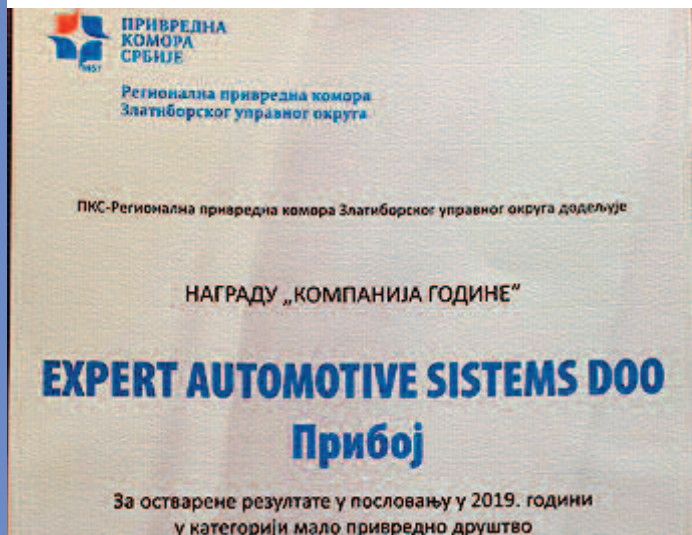 ПРИВРЕДНА
КОМОРА
СРБИЈЕ
1857
Регионална привредна комора
Златиборског управног округа
ПКС-Регионална привредна комора Златиборског управног округа додељује
НАГРАДУ „КОМПАНИЈА ГОДИНЕ“
EXPERT AUTOMOTIVE SISTEMS DOO
Прибој
За остварене резултате у пословању у 2019. години
у категорији мало привредно друштво